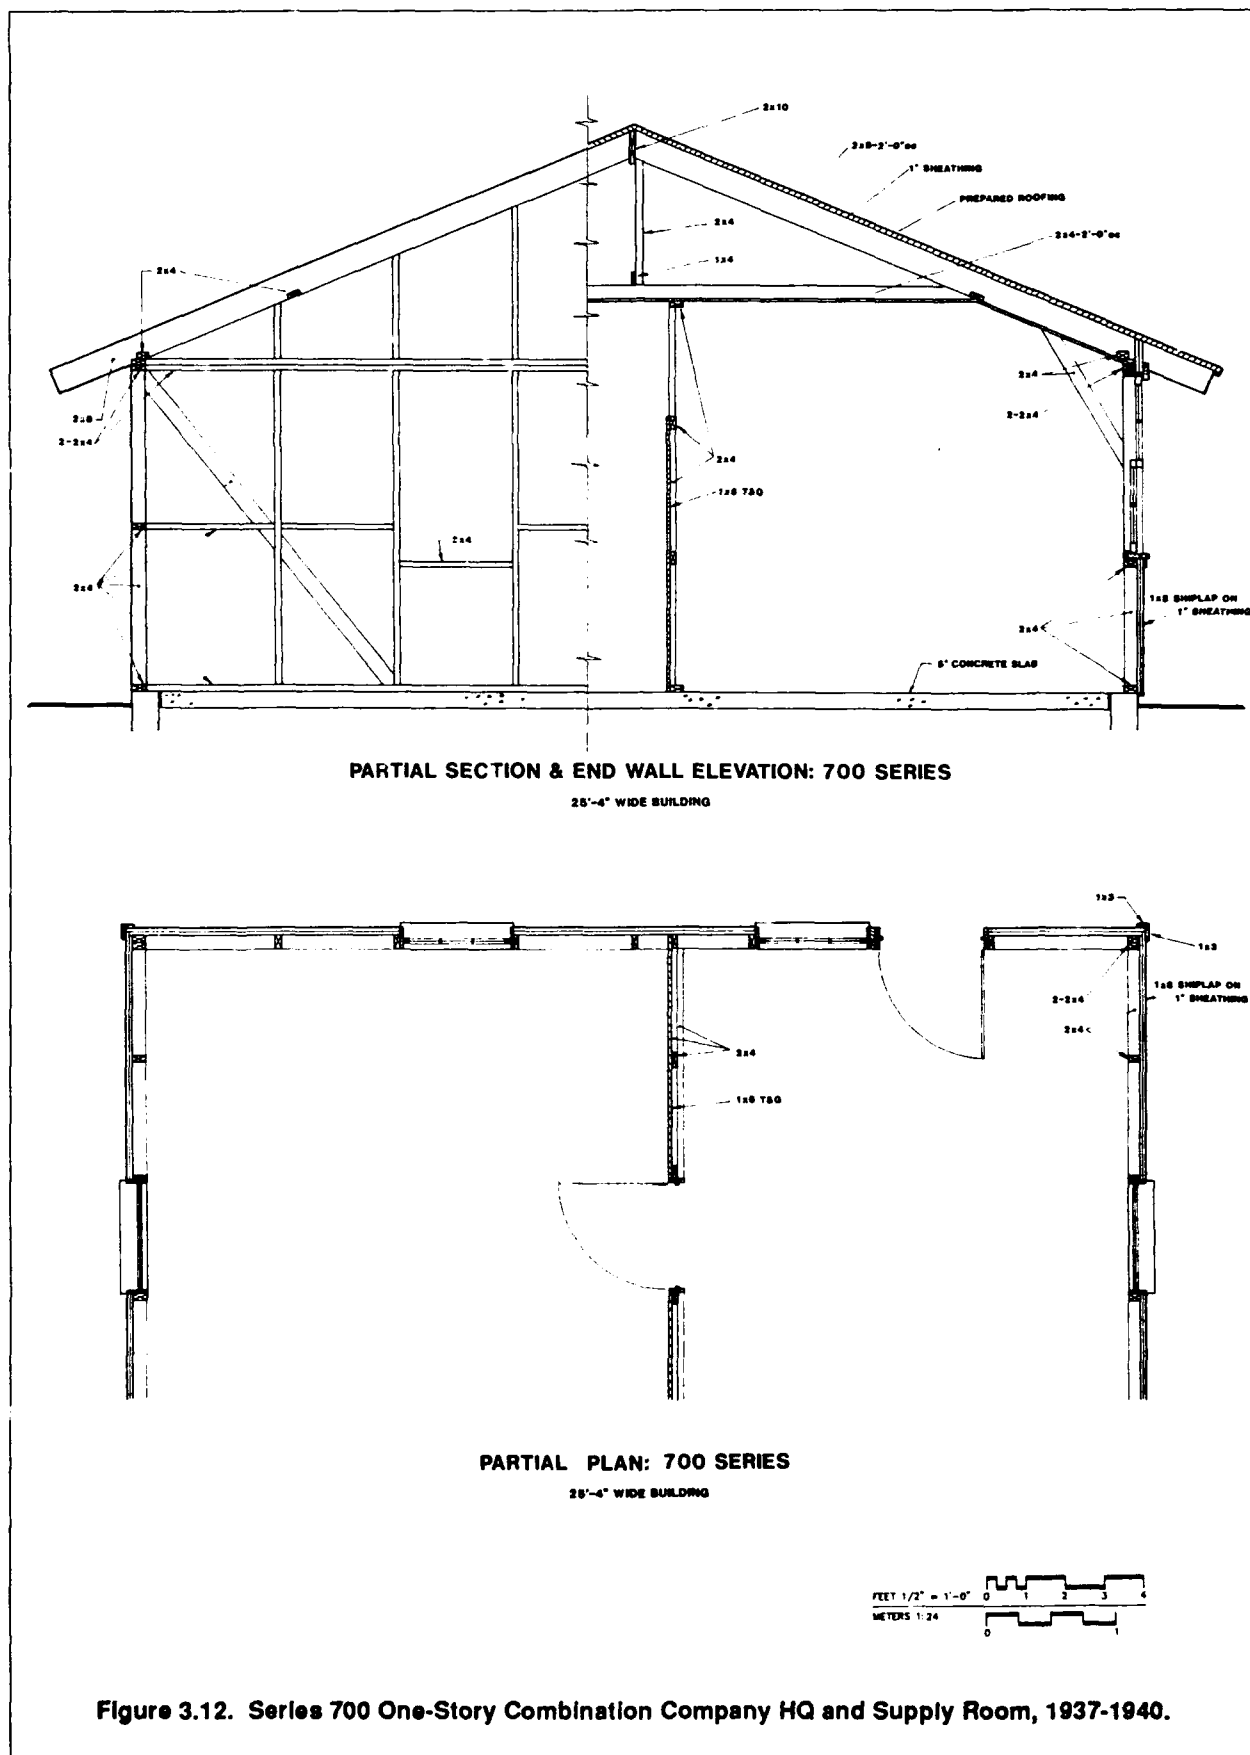 2x10
2x8-2'-0"oc
1" SHEATHING
PREPARED ROOFING
2x4
2x4-2'-0"oc
1x4
2x4
2x4
2-2x4
2x8
2-2x4
2x4
1x6 T&G
2x4
2x4
1x8 SHIPLAP ON
1" SHEATHING
2x4
CONCRETE SLAB
PARTIAL SECTION & END WALL ELEVATION: 700 SERIES
25'-4" WIDE BUILDING
1x3
1x3
1x8 SHIPLAP ON
1" SHEATHING
2-2x4
2x4
2x4
1x6 T&G
PARTIAL PLAN: 700 SERIES
25'-4" WIDE BUILDING
FEET 1/2" = 1'-0" 0 1 2 3 4
METERS 1:24
0 1
Figure 3.12. Series 700 One-Story Combination Company HQ and Supply Room, 1937-1940.